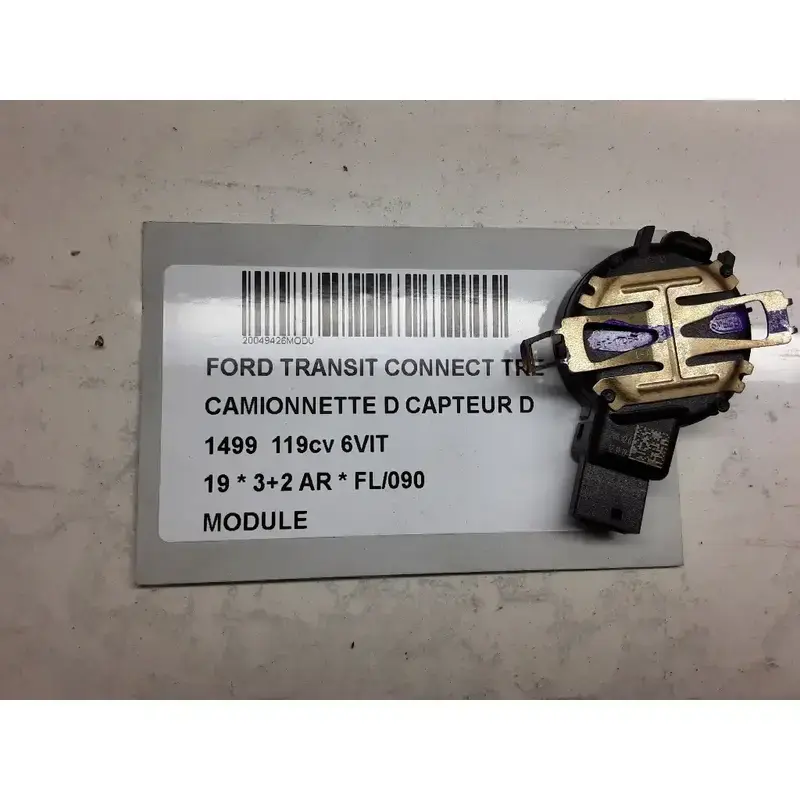 20049426MODU
FORD TRANSIT CONNECT TRE
CAMIONNETTE D CAPTEUR D
1499 119cv 6VIT
19 * 3+2 AR * FL/090
MODULE